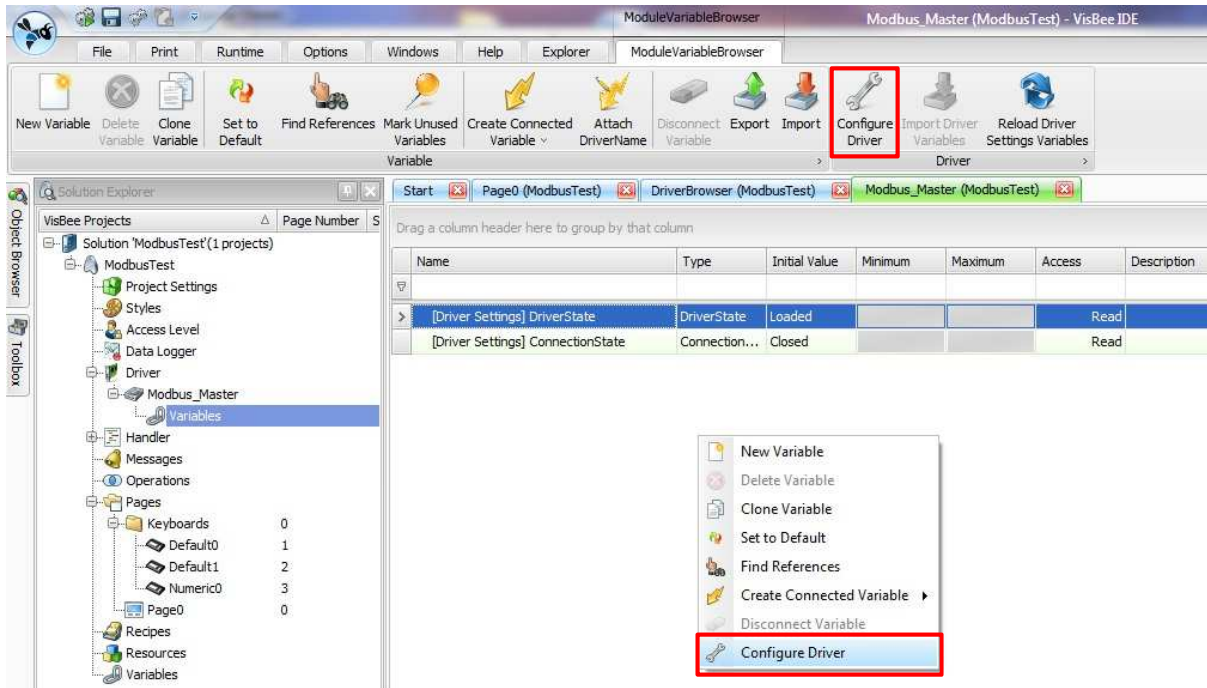 ModuleVariableBrowser
Modbus_Master (ModbusTest) - VisBee IDE
File Print Runtime Options Windows Help Explorer ModuleVariableBrowser
New Variable
Delete Variable
Clone Variable
Set to Default
Find References
Mark Unused Variables
Create Connected Variable
Attach DriverName
Disconnect Variable
Export
Import
Configure Driver
Import Driver Variables
Reload Driver Settings Variables
Variable
Driver
Object Browser
Toolbox
Solution Explorer
VisBee Projects Page Number S
Solution 'ModbusTest'(1 projects)
ModbusTest
Project Settings
Styles
Access Level
Data Logger
Driver
Modbus_Master
Variables
Handler
Messages
Operations
Pages
Keyboards 0
Default0 1
Default1 2
Numeric0 3
Page0 0
Recipes
Resources
Variables
Start Page0 (ModbusTest) DriverBrowser (ModbusTest) Modbus_Master (ModbusTest)
Drag a column header here to group by that column
Name Type Initial Value Minimum Maximum Access Description
[Driver Settings] DriverState DriverState Loaded Read
[Driver Settings] ConnectionState Connection... Closed Read
New Variable
Delete Variable
Clone Variable
Set to Default
Find References
Create Connected Variable
Disconnect Variable
Configure Driver